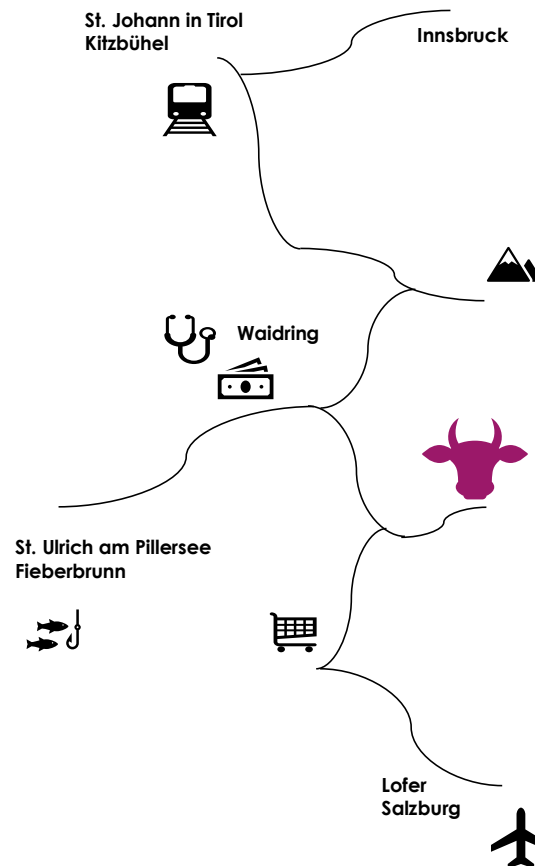 St. Johann in Tirol
Kitzbühel
Innsbruck
Waidring
St. Ulrich am Pillersee
Fieberbrunn
Lofer
Salzburg